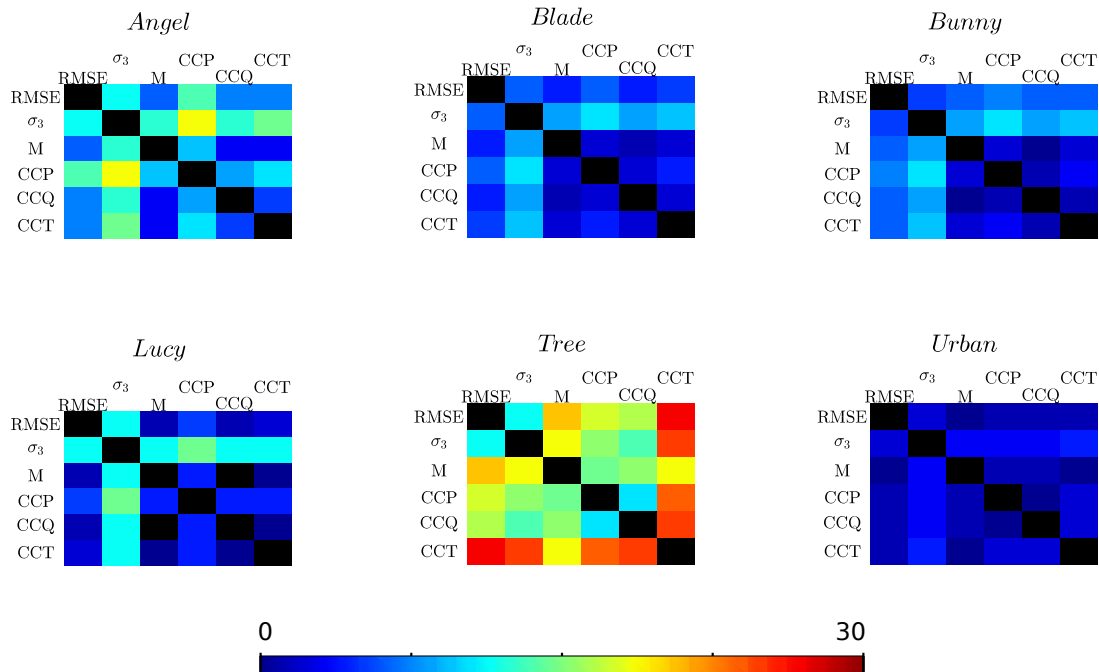 Angel Blade Bunny
σ3 CCP CCT σ3 CCP CCT σ3 CCP CCT
RMSE M CCQ RMSE M CCQ RMSE M CCQ
RMSE RMSE RMSE
σ3 σ3 σ3
M M M
CCP CCP CCP
CCQ CCQ CCQ
CCT CCT CCT
Lucy Tree Urban
σ3 CCP CCT σ3 CCP CCT σ3 CCP CCT
RMSE M CCQ RMSE M CCQ RMSE M CCQ
RMSE RMSE RMSE
σ3 σ3 σ3
M M M
CCP CCP CCP
CCQ CCQ CCQ
CCT CCT CCT
0 30